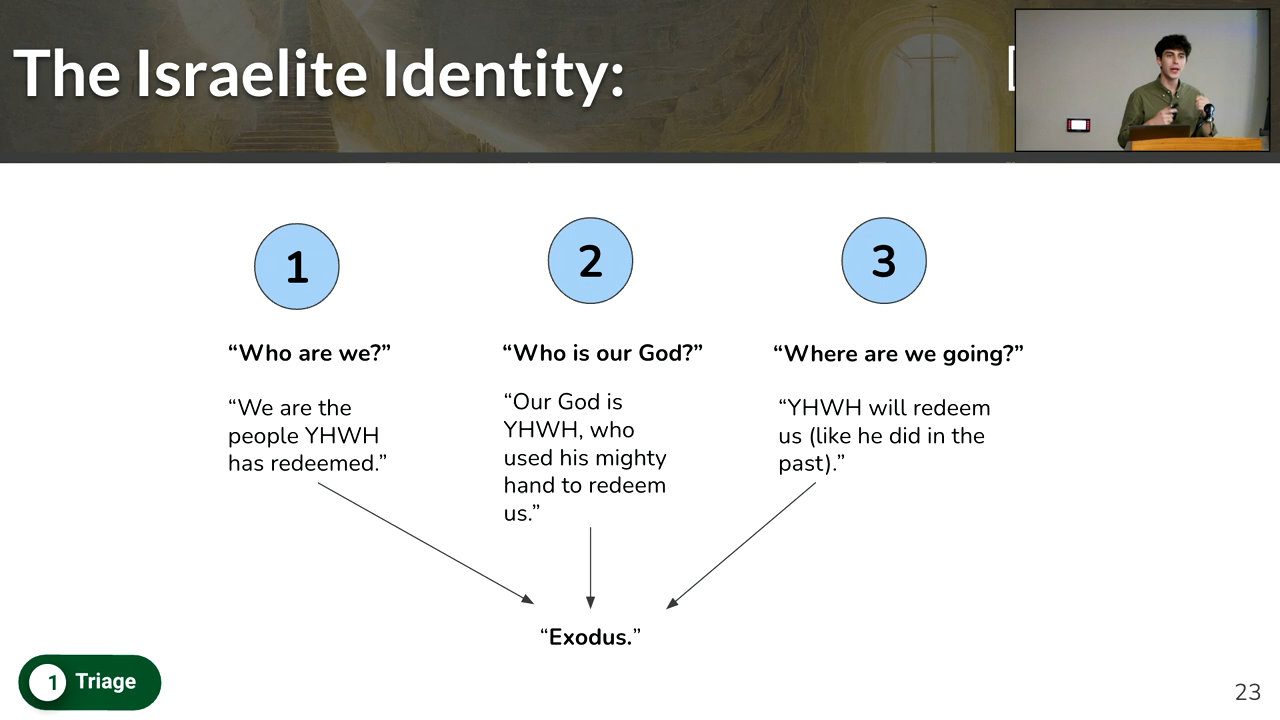 The Israelite Identity:
1
2
3
“Who are we?”
“Who is our God?”
“Where are we going?”
“We are the
people YHWH
has redeemed.”
“Our God is
YHWH, who
used his mighty
hand to redeem
us.”
“YHWH will redeem
us (like he did in the
past).”
“Exodus.”
1 Triage
23